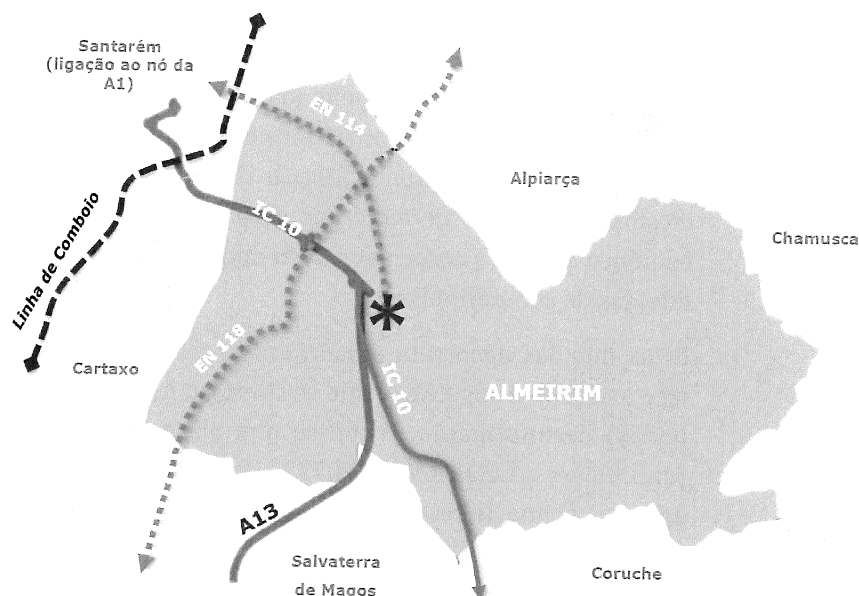 Santarém
(ligação ao nó da
A1)
EN 114
Alpiarça
Chamusca
IC 10
Linha de Comboio
EN 118
Cartaxo
*
IC 10
ALMEIRIM
A13
Salvaterra
de Magos
Coruche